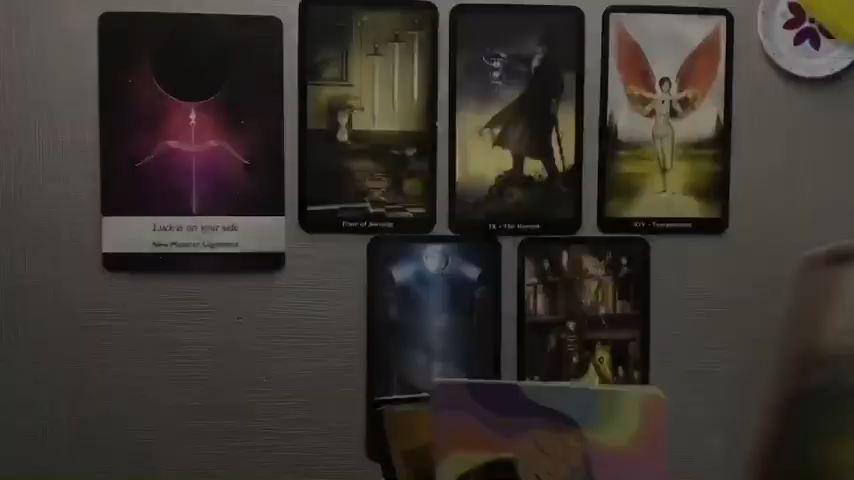 Luck is on your side
New Moon in Sagittarius
Four of Swords
IX • The Hermit
XIV • Temperance